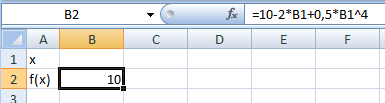 B2 fx =10-2*B1+0,5*B1^4
A B C D E F
1 x
2 f(x) 10
3